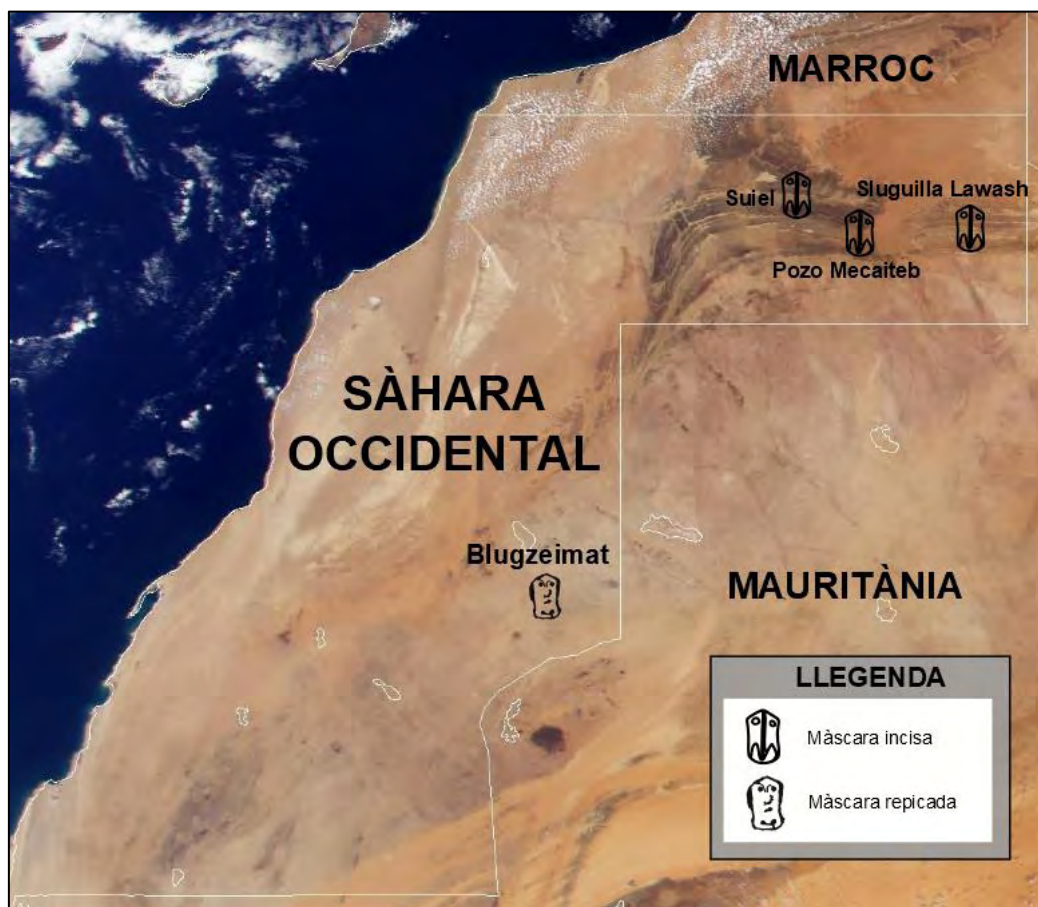 MARROC
Sluguilla Lawash
Suiel
Pozo Mecaiteb
SÀHARA
OCCIDENTAL
Blugzeimat
MAURITÀNIA
LLEGENDA
Màscara incisa
Màscara repicada